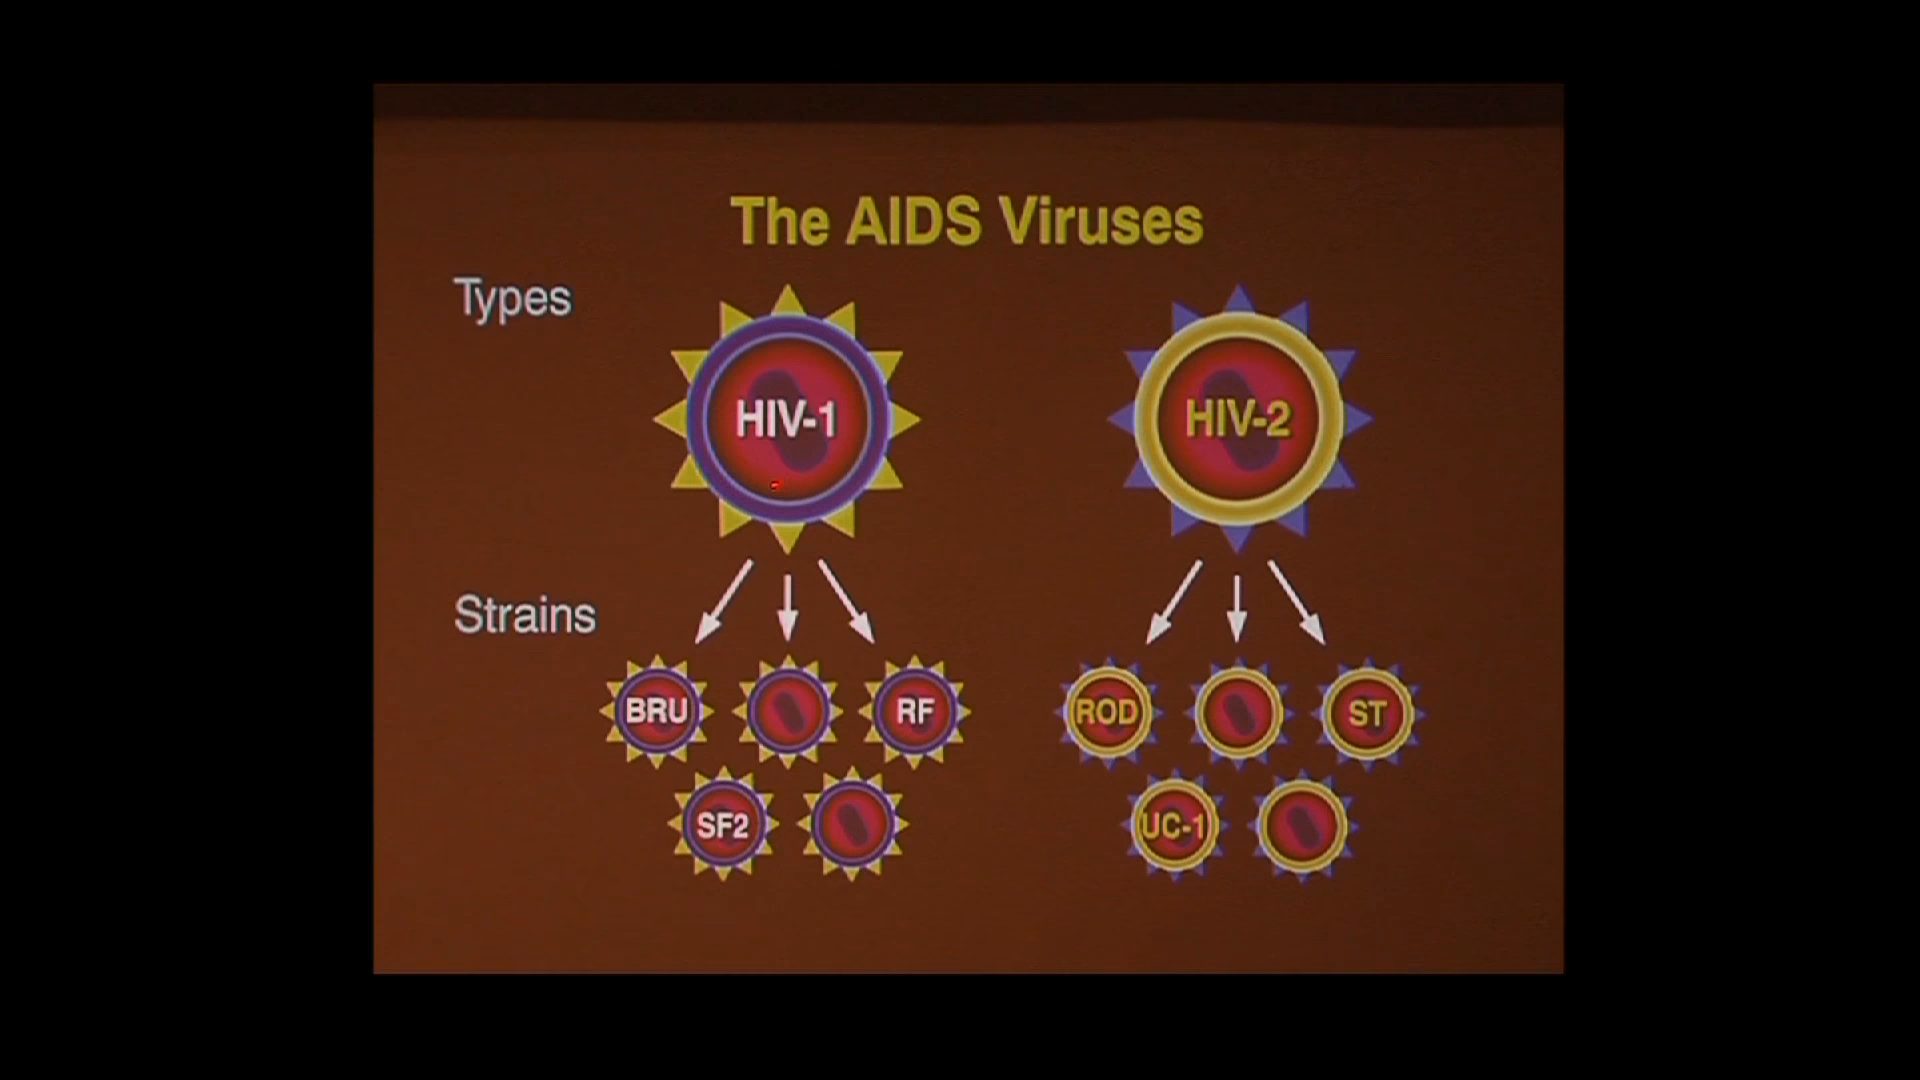 The AIDS Viruses
Types
HIV-1
HIV-2
Strains
BRU
RF
ROD
ST
SF2
UC-1